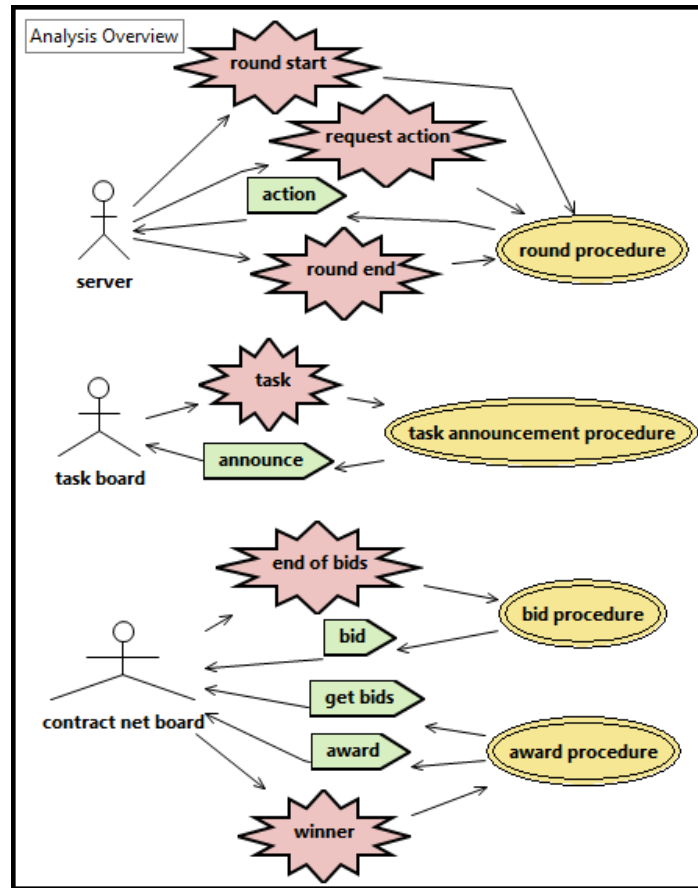 Analysis Overview
round start
request action
action
round procedure
round end
server
task
task announcement procedure
announce
task board
end of bids
bid procedure
bid
get bids
contract net board
award
award procedure
winner